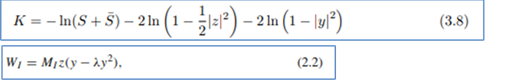 K = −ln(S + S̄) − 2 ln(1 − 1/2|z|²) − 2 ln(1 − |y|²) (3.8)
W_I = M_I z(y − λy²), (2.2)